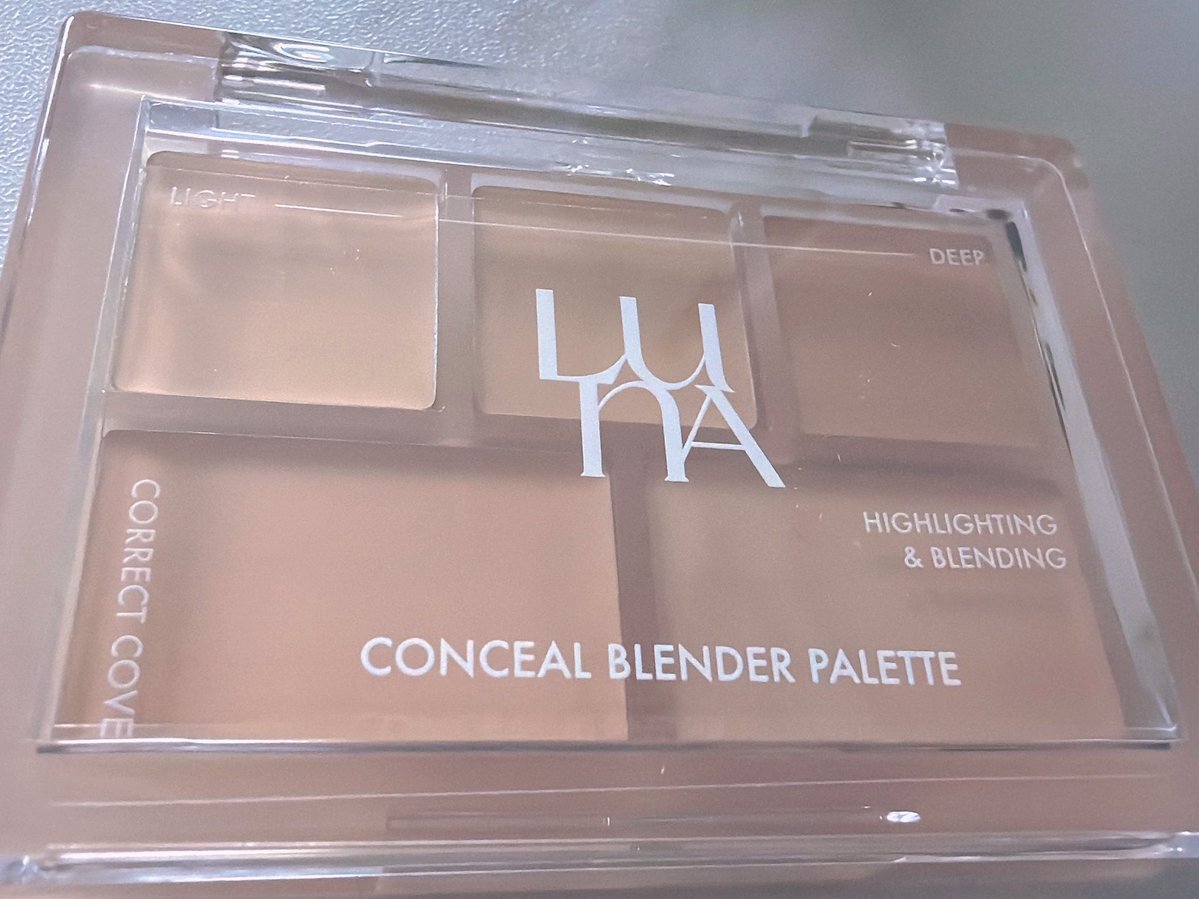 LIGHT
DEEP
LUNA
HIGHLIGHTING
& BLENDING
CORRECT COVE
CONCEAL BLENDER PALETTE